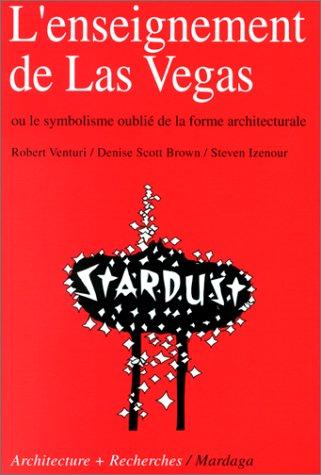 L'enseignement
de Las Vegas
ou le symbolisme oublié de la forme architecturale
Robert Venturi / Denise Scott Brown / Steven Izenour
STARDUST
Architecture + Recherches / Mardaga